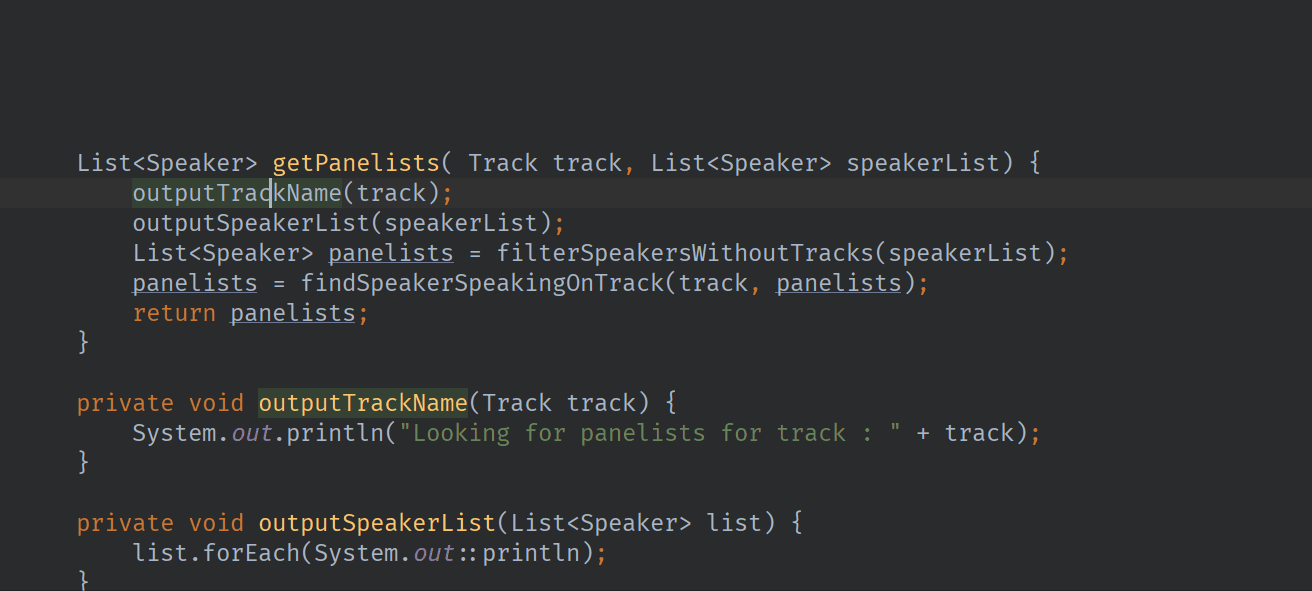 List<Speaker> getPanelists( Track track, List<Speaker> speakerList) {
outputTrackName(track);
outputSpeakerList(speakerList);
List<Speaker> panelists = filterSpeakersWithoutTracks(speakerList);
panelists = findSpeakerSpeakingOnTrack(track, panelists);
return panelists;
}
private void outputTrackName(Track track) {
System.out.println("Looking for panelists for track : " + track);
}
private void outputSpeakerList(List<Speaker> list) {
list.forEach(System.out::println);
}